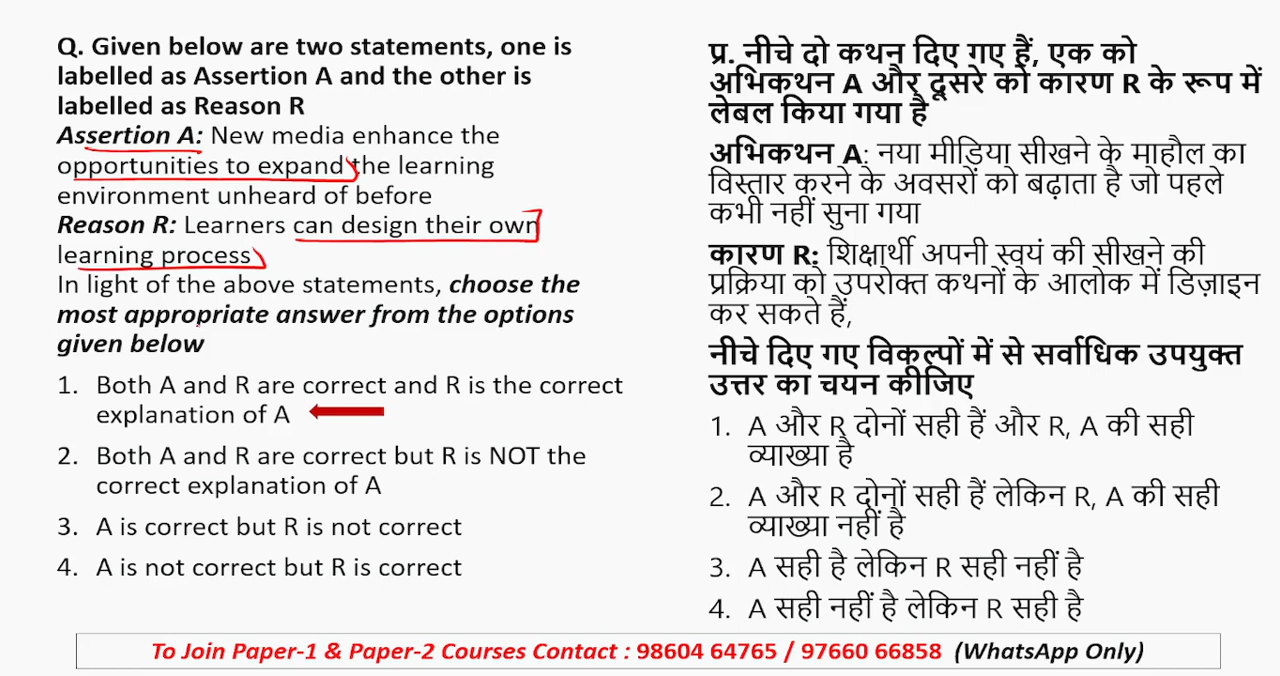 Q. Given below are two statements, one is
labelled as Assertion A and the other is
labelled as Reason R
Assertion A: New media enhance the
opportunities to expand the learning
environment unheard of before
Reason R: Learners can design their own
learning process
In light of the above statements, choose the
most appropriate answer from the options
given below
1. Both A and R are correct and R is the correct
explanation of A
2. Both A and R are correct but R is NOT the
correct explanation of A
3. A is correct but R is not correct
4. A is not correct but R is correct
प्र. नीचे दो कथन दिए गए हैं, एक को
अभिकथन A और दूसरे को कारण R के रूप में
लेबल किया गया है
अभिकथन A: नया मीडिया सीखने के माहौल का
विस्तार करने के अवसरों को बढ़ाता है जो पहले
कभी नहीं सुना गया
कारण R: शिक्षार्थी अपनी स्वयं की सीखने की
प्रक्रिया को उपरोक्त कथनों के आलोक में डिज़ाइन
कर सकते हैं,
नीचे दिए गए विकल्पों में से सर्वाधिक उपयुक्त
उत्तर का चयन कीजिए
1. A और R दोनों सही हैं और R, A की सही
व्याख्या है
2. A और R दोनों सही हैं लेकिन R, A की सही
व्याख्या नहीं है
3. A सही है लेकिन R सही नहीं है
4. A सही नहीं है लेकिन R सही है
To Join Paper-1 & Paper-2 Courses Contact : 98604 64765 / 97660 66858 (WhatsApp Only)